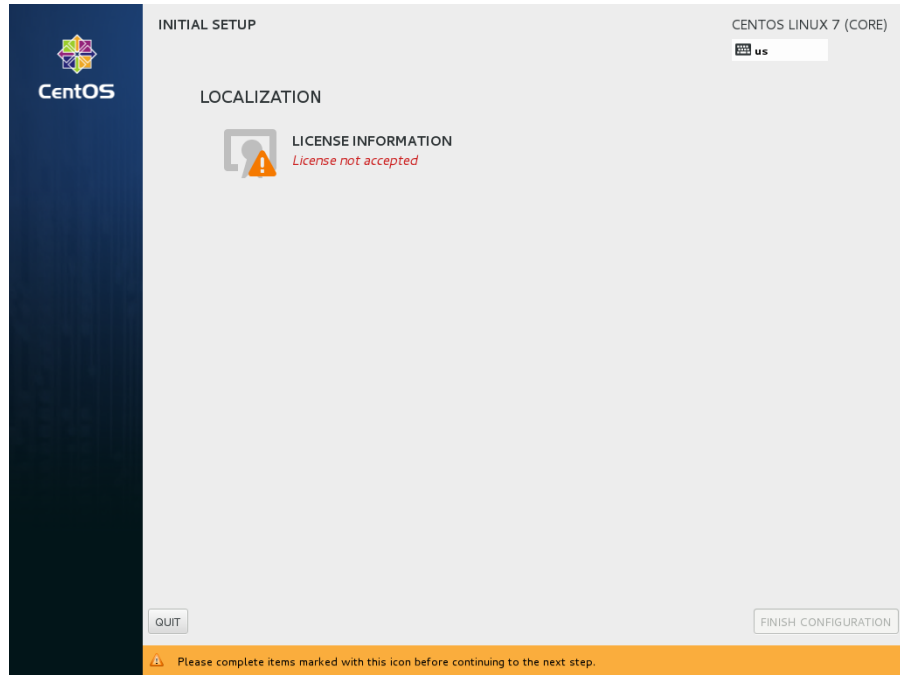 INITIAL SETUP
CENTOS LINUX 7 (CORE)
us
CentOS
LOCALIZATION
LICENSE INFORMATION
License not accepted
QUIT
FINISH CONFIGURATION
Please complete items marked with this icon before continuing to the next step.